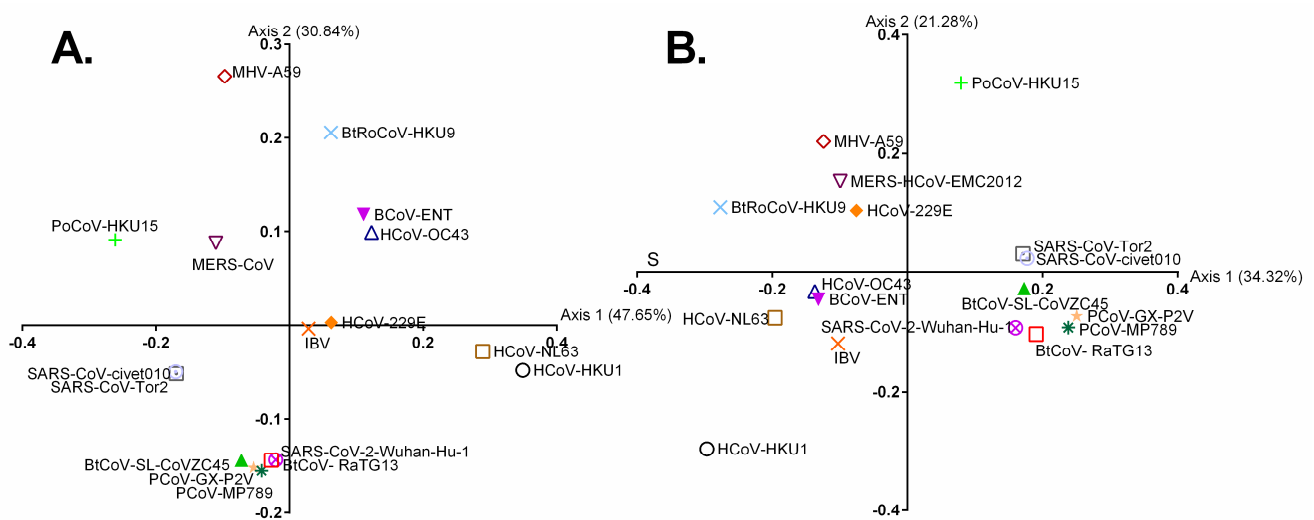 A.
Axis 2 (30.84%)
0.3
MHV-A59
0.2
BtRoCoV-HKU9
BCoV-ENT
PoCoV-HKU15
0.1
HCoV-OC43
MERS-CoV
Axis 1 (47.65%)
HCoV-229E
-0.4
-0.2
0.2
0.4
IBV
HCoV-NL63
HCoV-HKU1
SARS-CoV-civet010
SARS-CoV-Tor2
-0.1
SARS-CoV-2-Wuhan-Hu-1
BtCoV-SL-CoVZC45
BtCoV- RaTG13
PCoV-GX-P2V
PCoV-MP789
-0.2
B.
Axis 2 (21.28%)
0.4
PoCoV-HKU15
MHV-A59
0.2
MERS-HCoV-EMC2012
BtRoCoV-HKU9
HCoV-229E
SARS-CoV-Tor2
SARS-CoV-civet010
S
Axis 1 (34.32%)
-0.4
-0.2
0.2
0.4
HCoV-OC43
BCoV-ENT
BtCoV-SL-CoVZC45
HCoV-NL63
PCoV-GX-P2V
SARS-CoV-2-Wuhan-Hu-1
PCoV-MP789
BtCoV- RaTG13
IBV
-0.2
HCoV-HKU1
-0.4